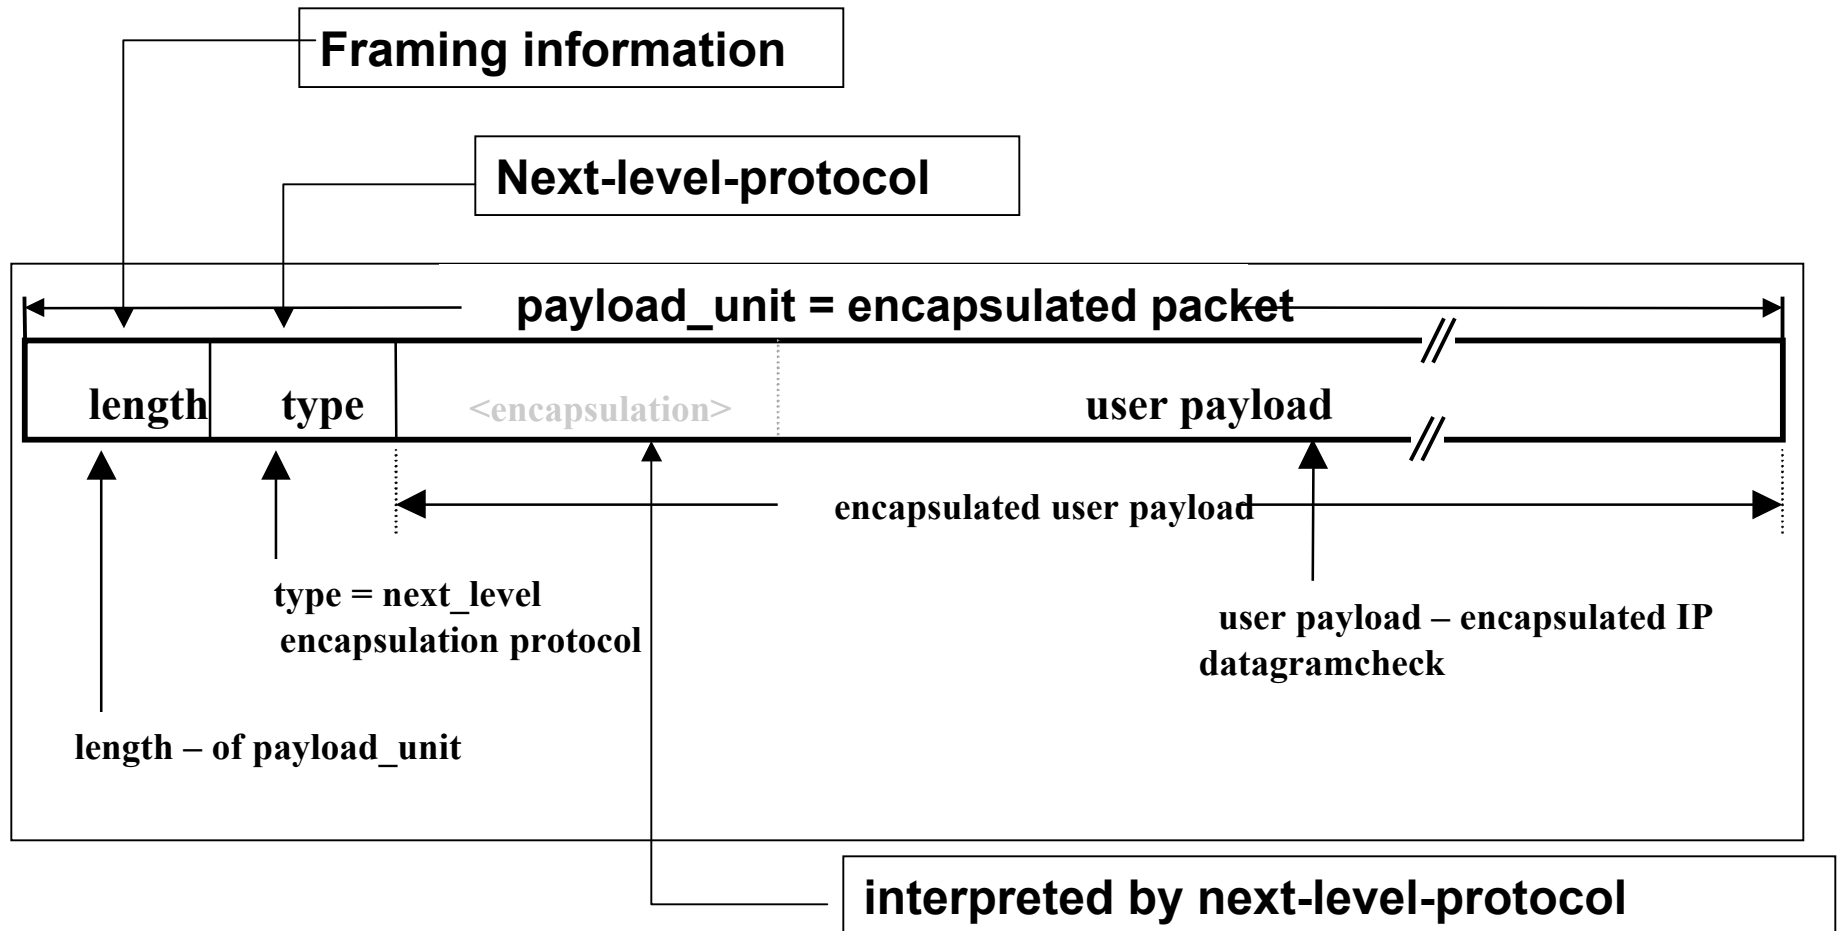 Framing information
Next-level-protocol
payload_unit = encapsulated packet
length type <encapsulation> user payload
encapsulated user payload
type = next_level
encapsulation protocol
user payload – encapsulated IP
datagramcheck
length – of payload_unit
interpreted by next-level-protocol